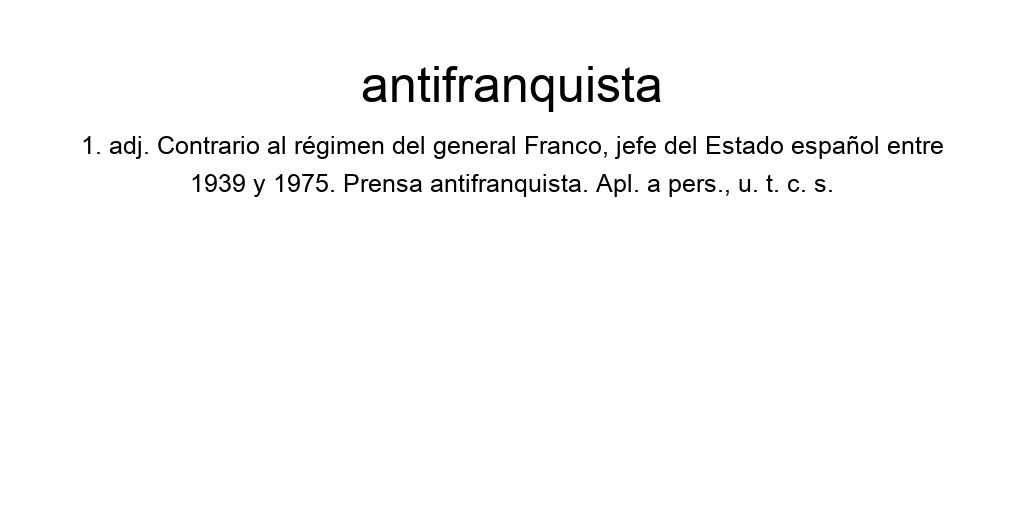 antifranquista
1. adj. Contrario al régimen del general Franco, jefe del Estado español entre
1939 y 1975. Prensa antifranquista. Apl. a pers., u. t. c. s.